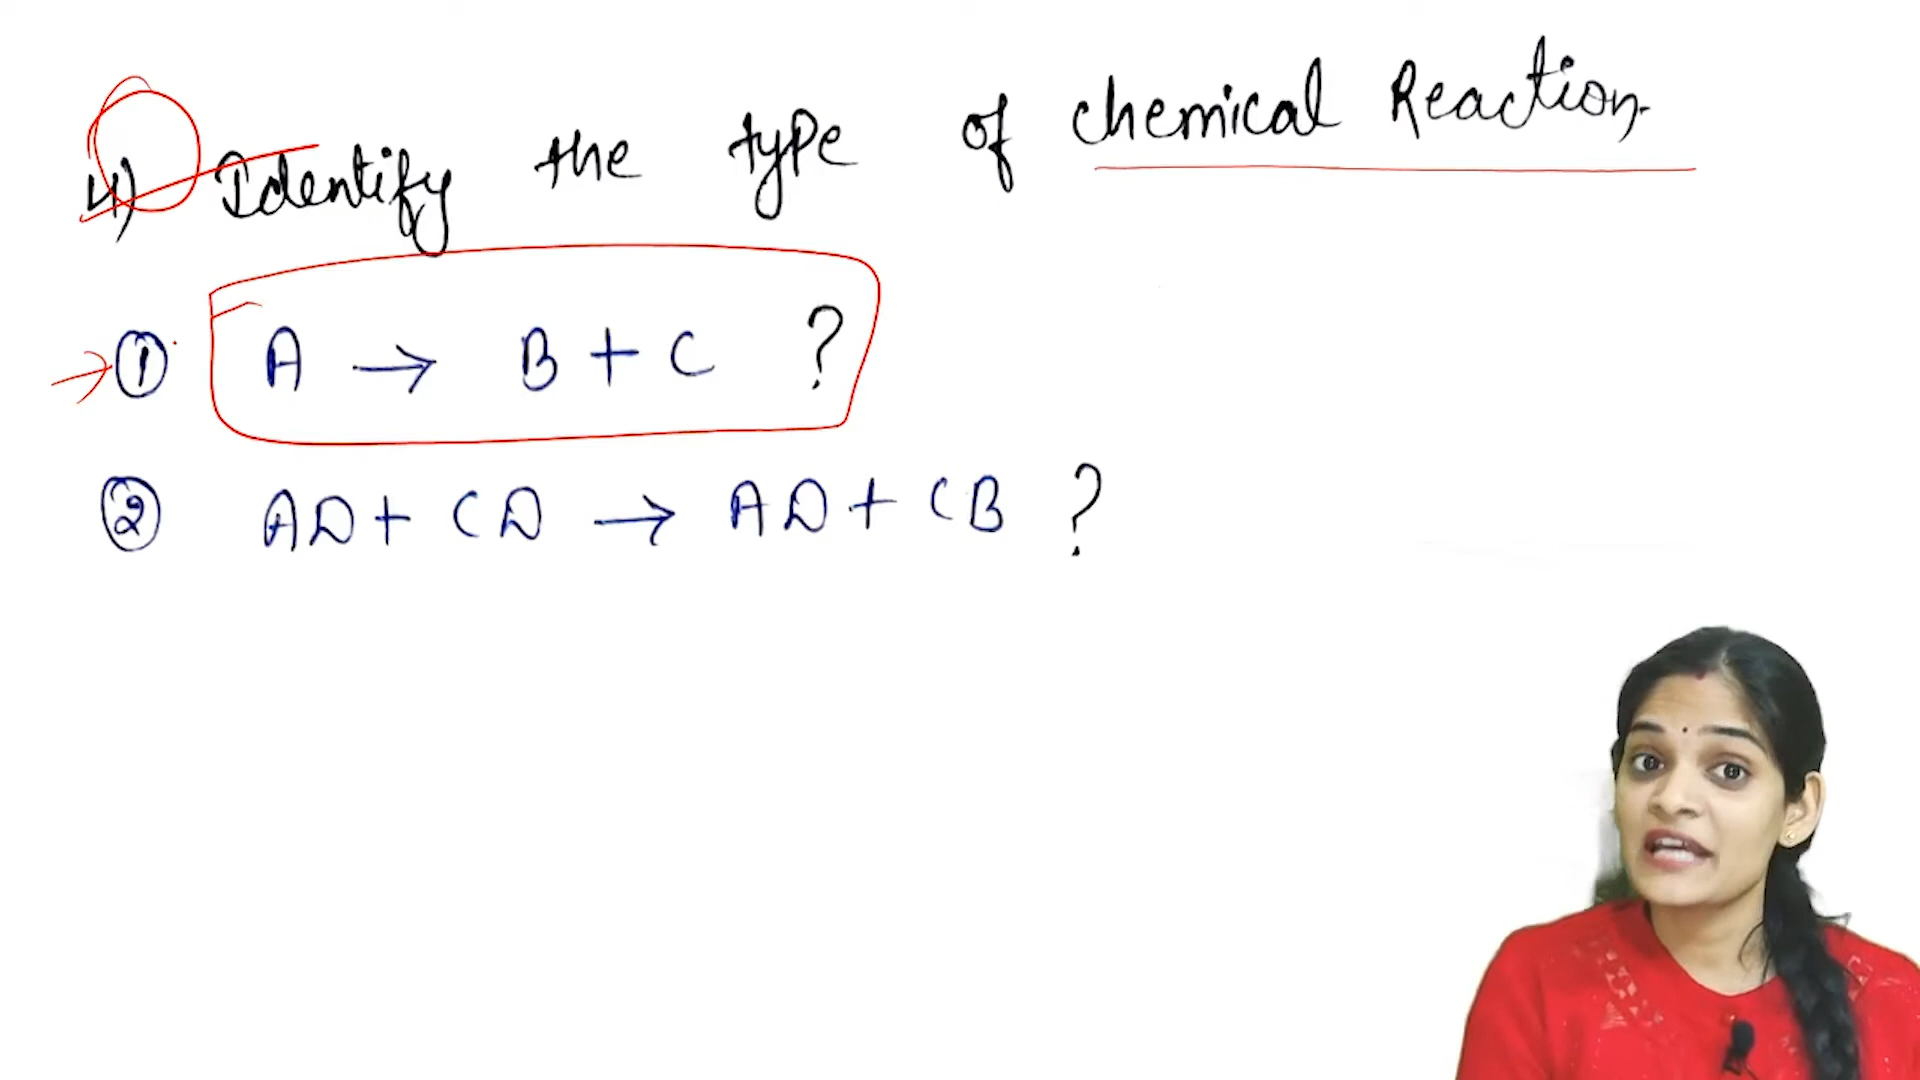 4) Identify the type of chemical Reaction.
① A → B + C ?
② AD + CD → AD + CB ?